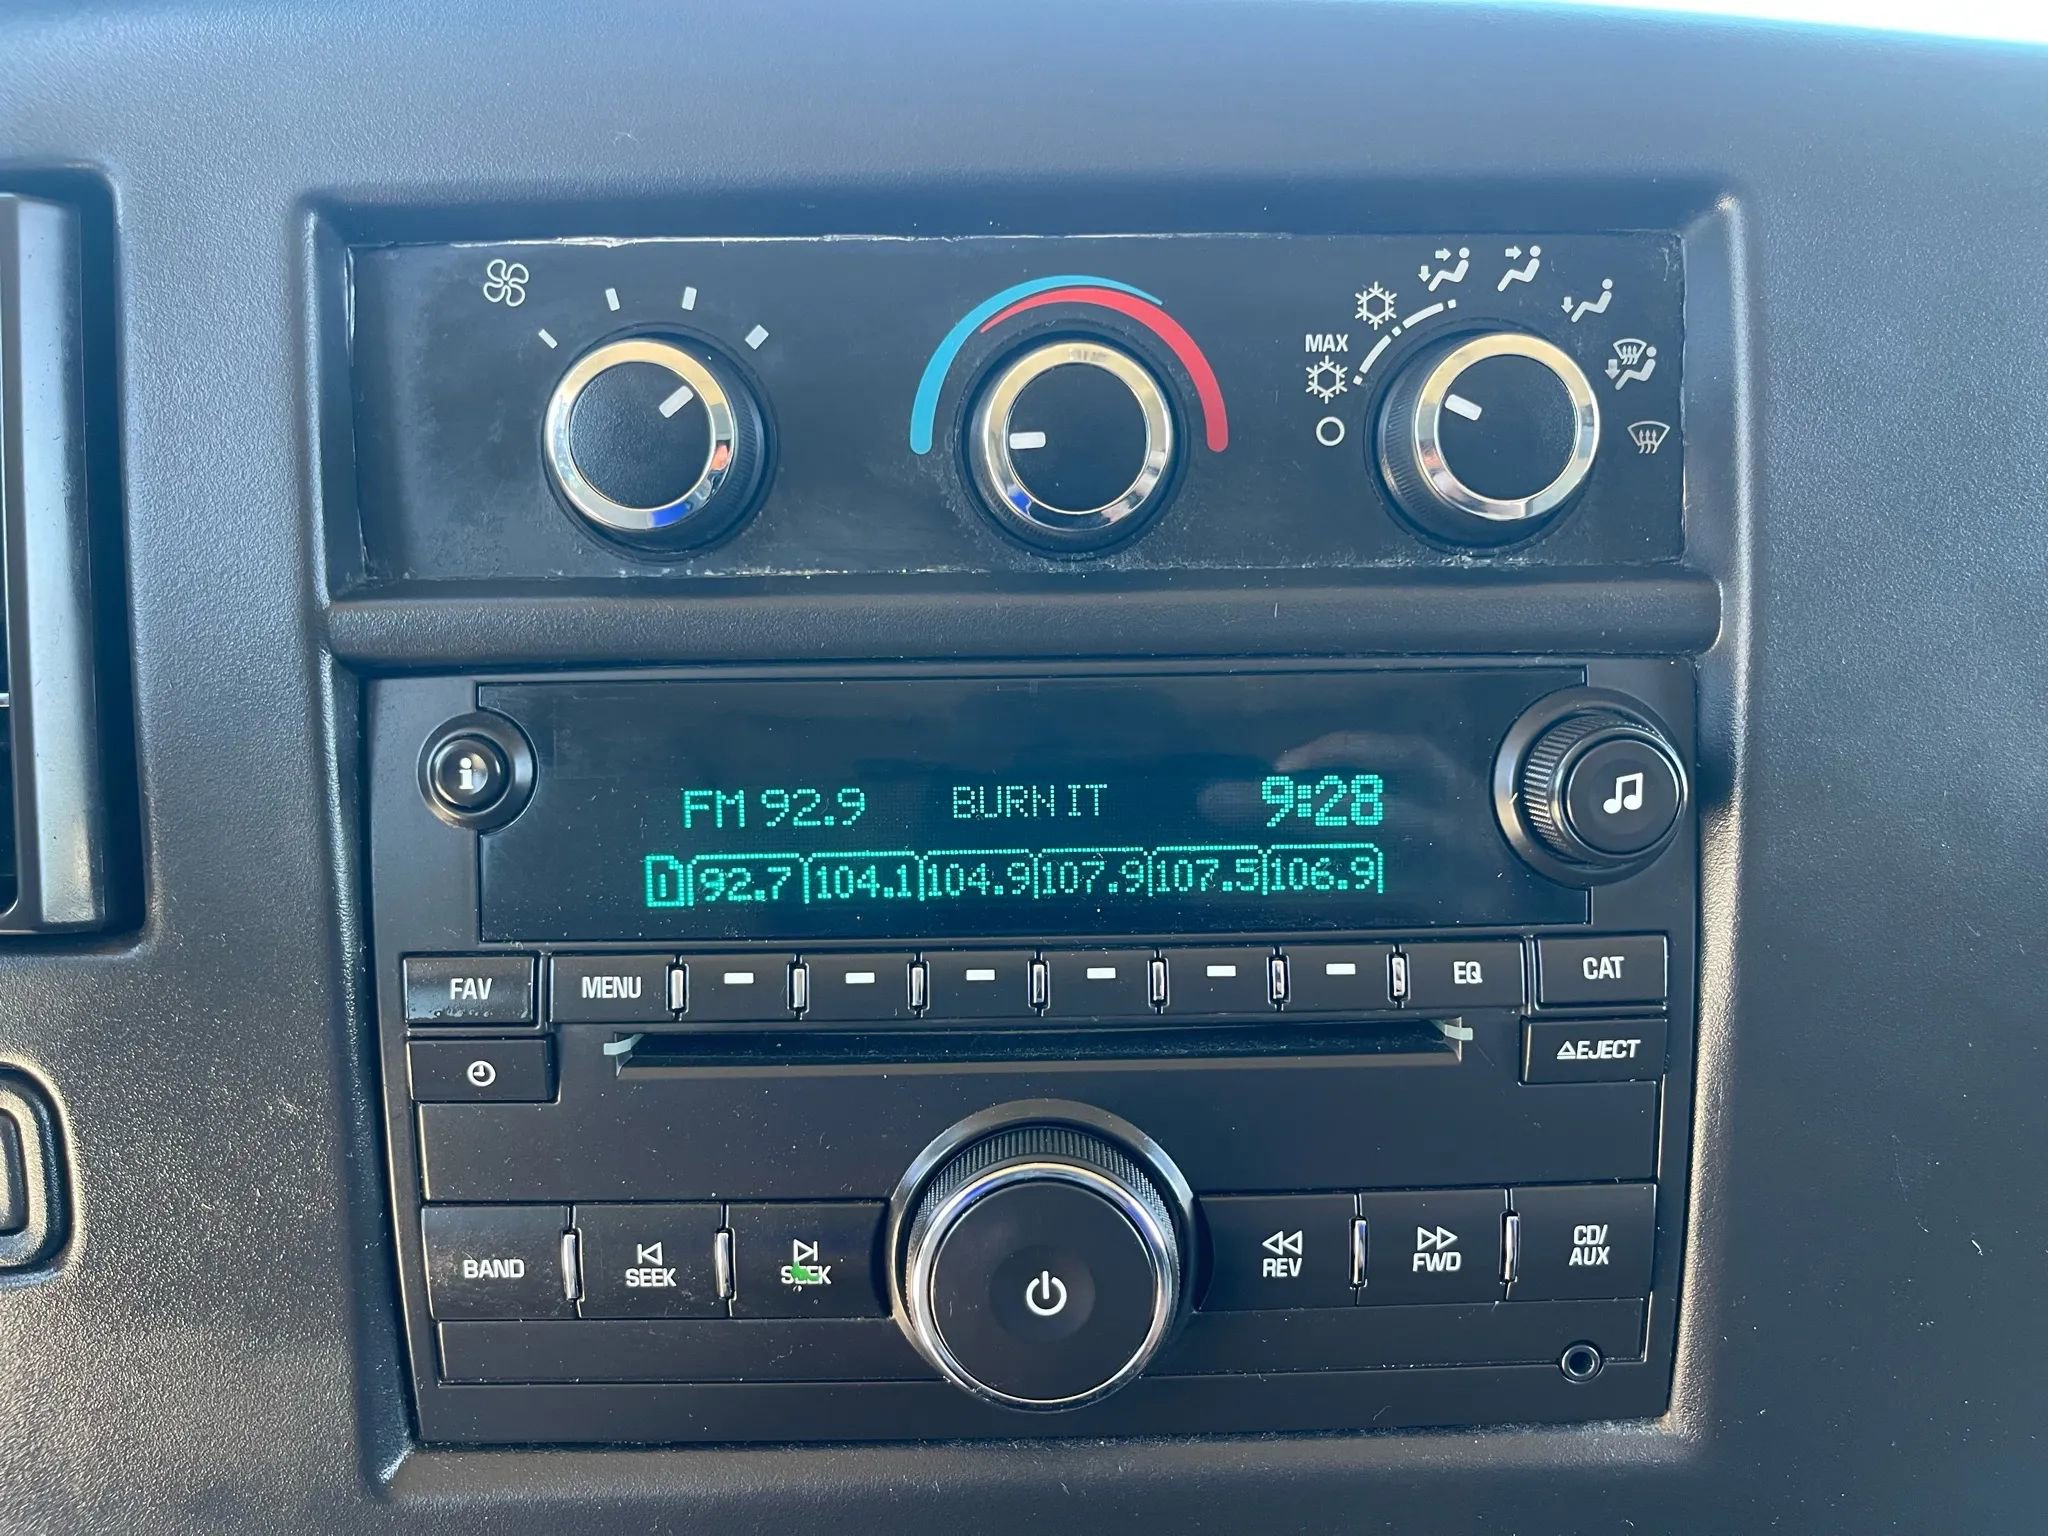 MAX
i
FM 92.9 BURN IT 9:28
92.7 104.1 104.9 107.9 107.5 106.9
FAV MENU EQ CAT
EJECT
BAND SEEK SEEK REV FWD CD/
AUX